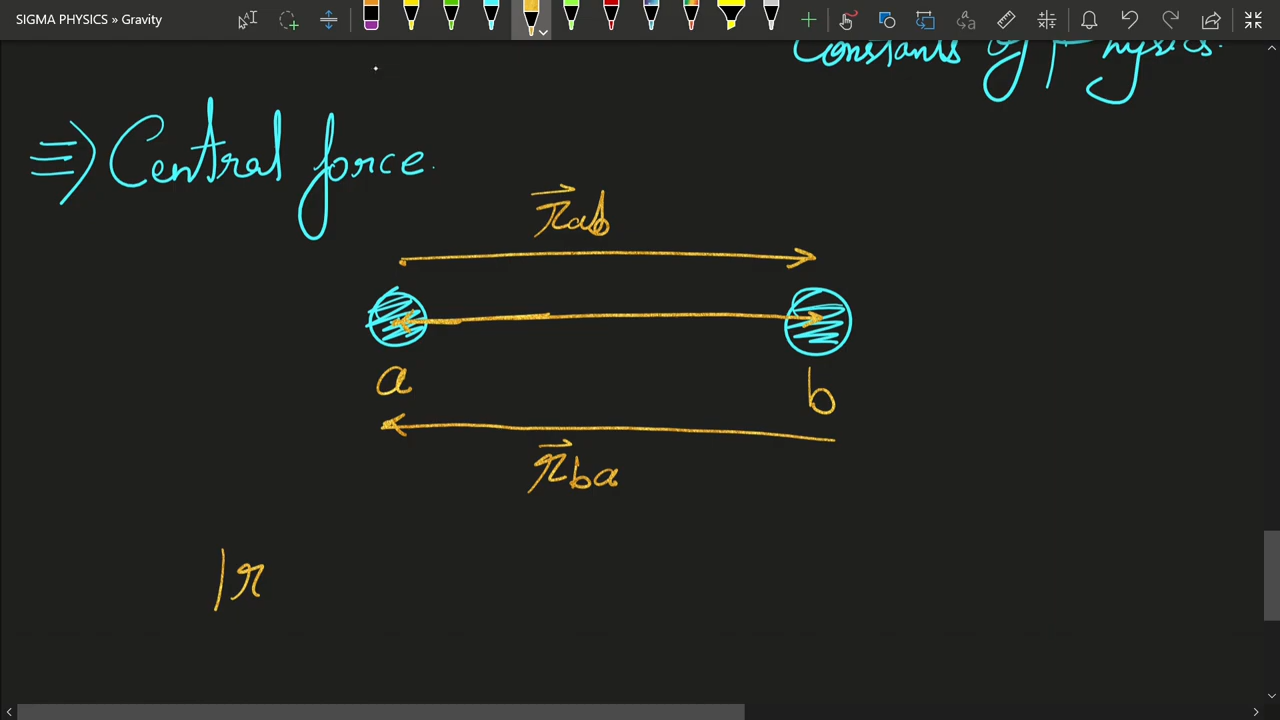 SIGMA PHYSICS » Gravity
Constants of Physics.
⇒ Central force.
r⃗ab
a b
r⃗ba
|r